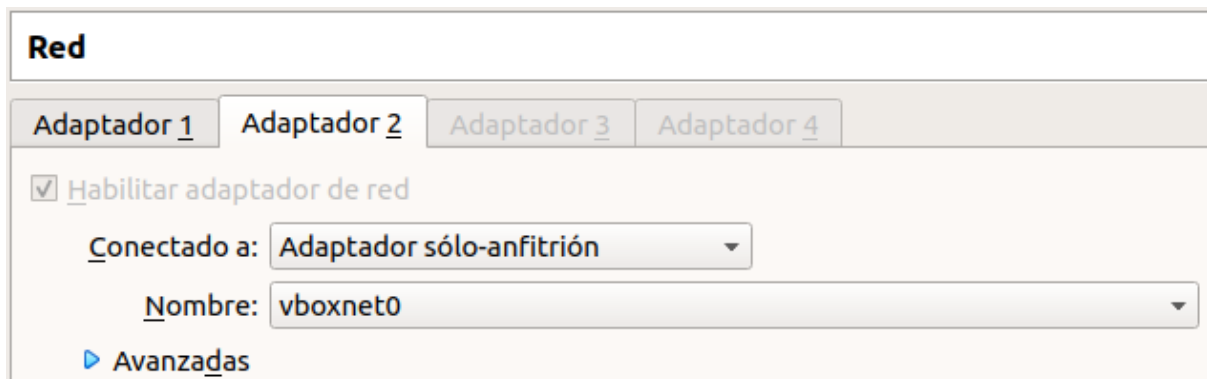 Red
Adaptador 1 Adaptador 2 Adaptador 3 Adaptador 4
Habilitar adaptador de red
Conectado a: Adaptador sólo-anfitrión
Nombre: vboxnet0
Avanzadas